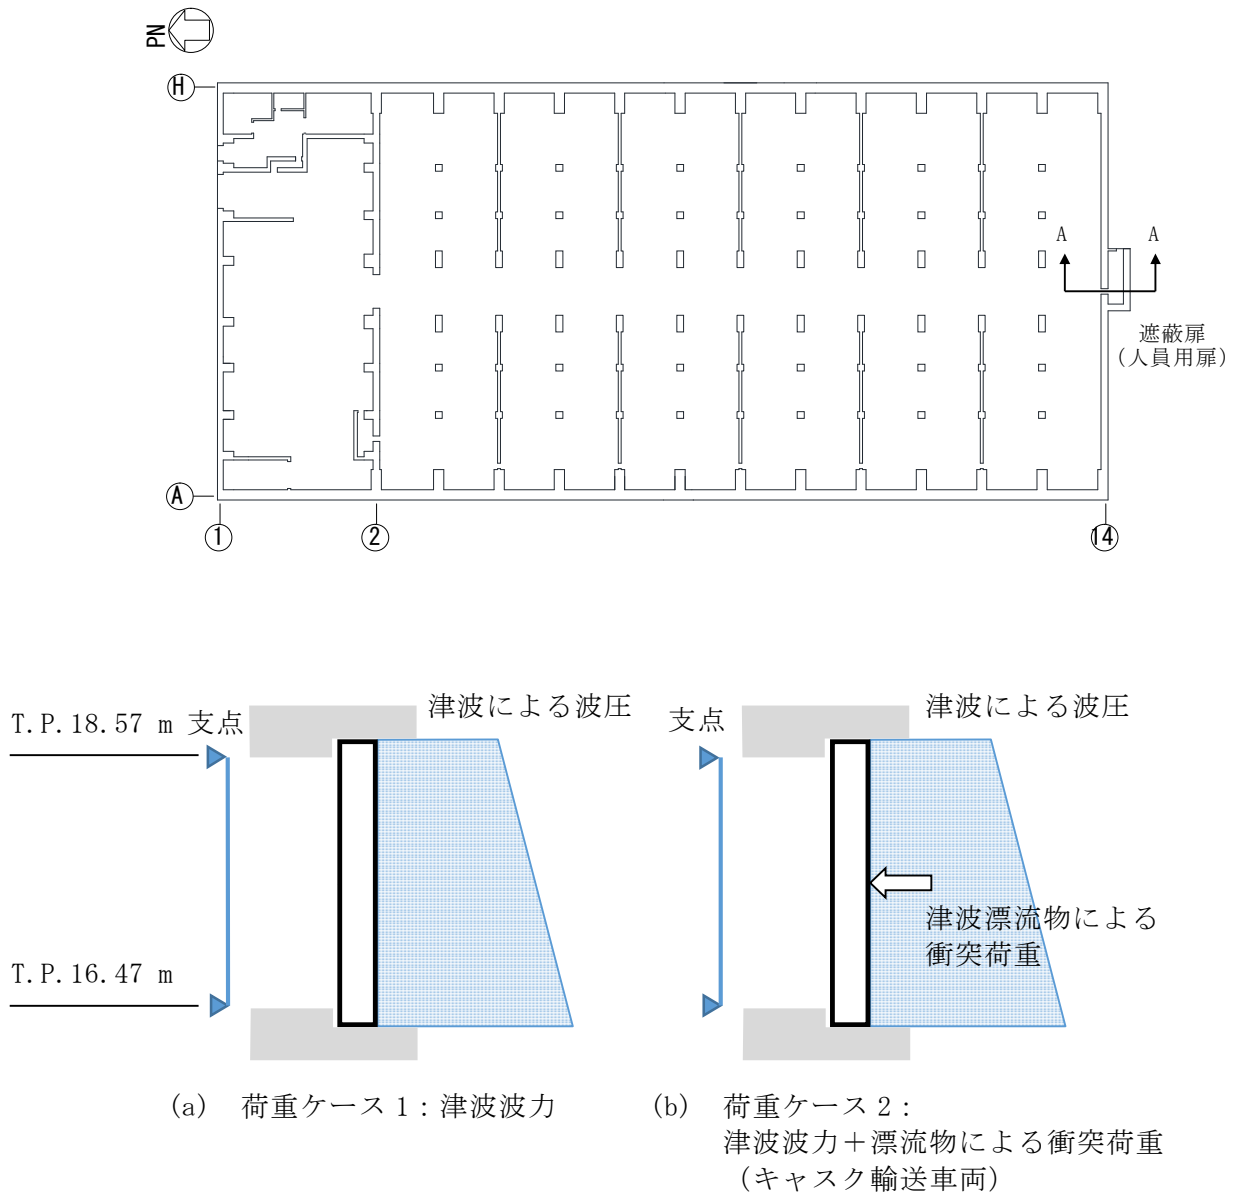 PN
H
A A
遮蔽扉
（人員用扉）
A
1 2 14
津波による波圧
津波による波圧
T.P.18.57 m 支点
支点
津波漂流物による
衝突荷重
T.P.16.47 m
(a) 荷重ケース1：津波波力
(b) 荷重ケース2：
津波波力＋漂流物による衝突荷重
（キャスク輸送車両）